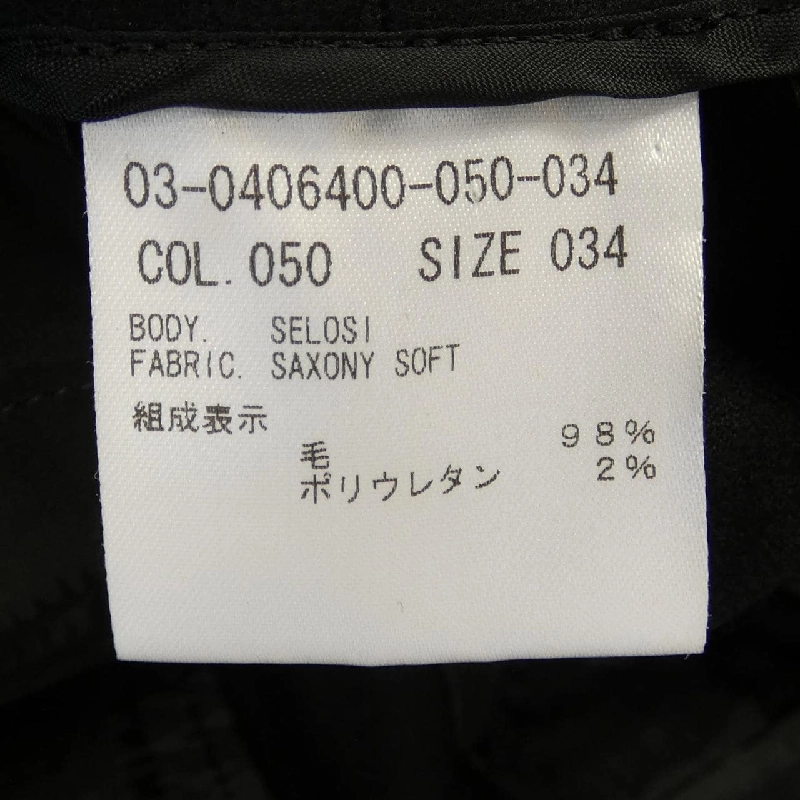 03-0406400-050-034
COL. 050 SIZE 034
BODY. SELOSI
FABRIC. SAXONY SOFT
組成表示
毛 98%
ポリウレタン 2%